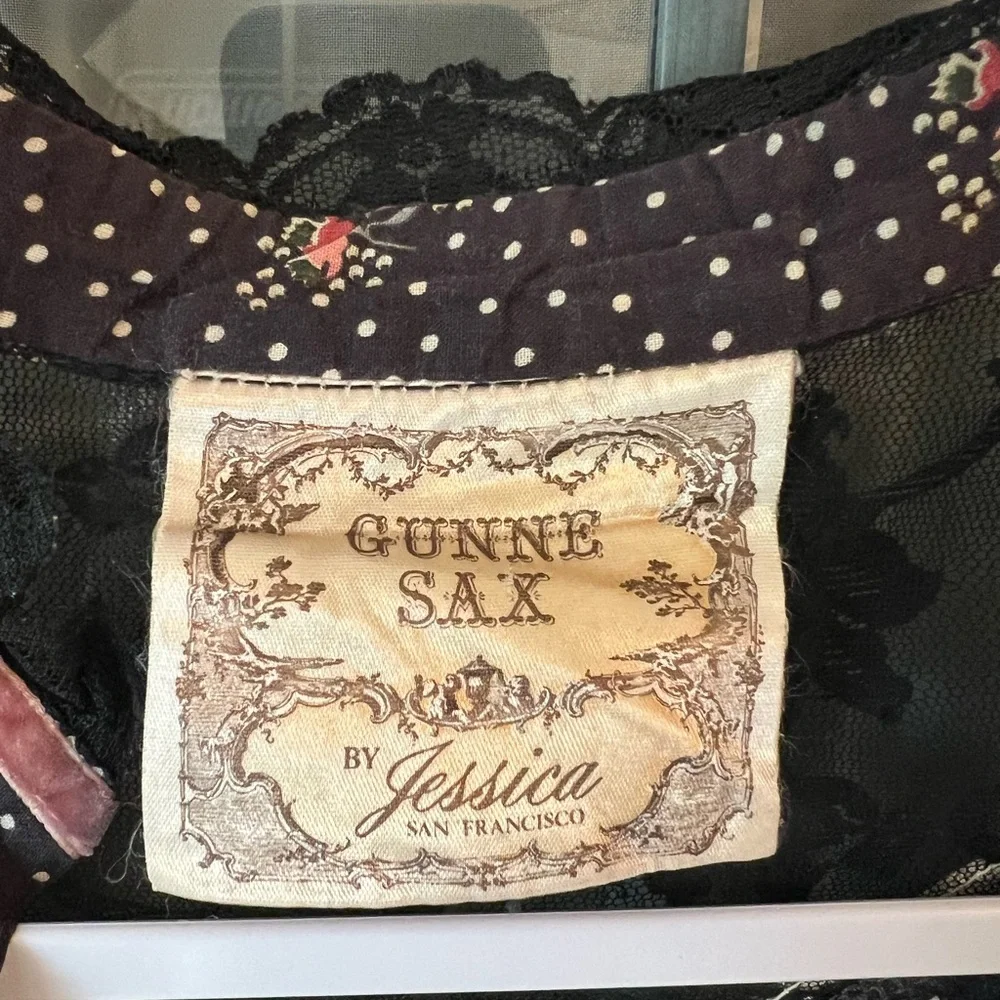 GUNNE
SAX
BY Jessica
SAN FRANCISCO